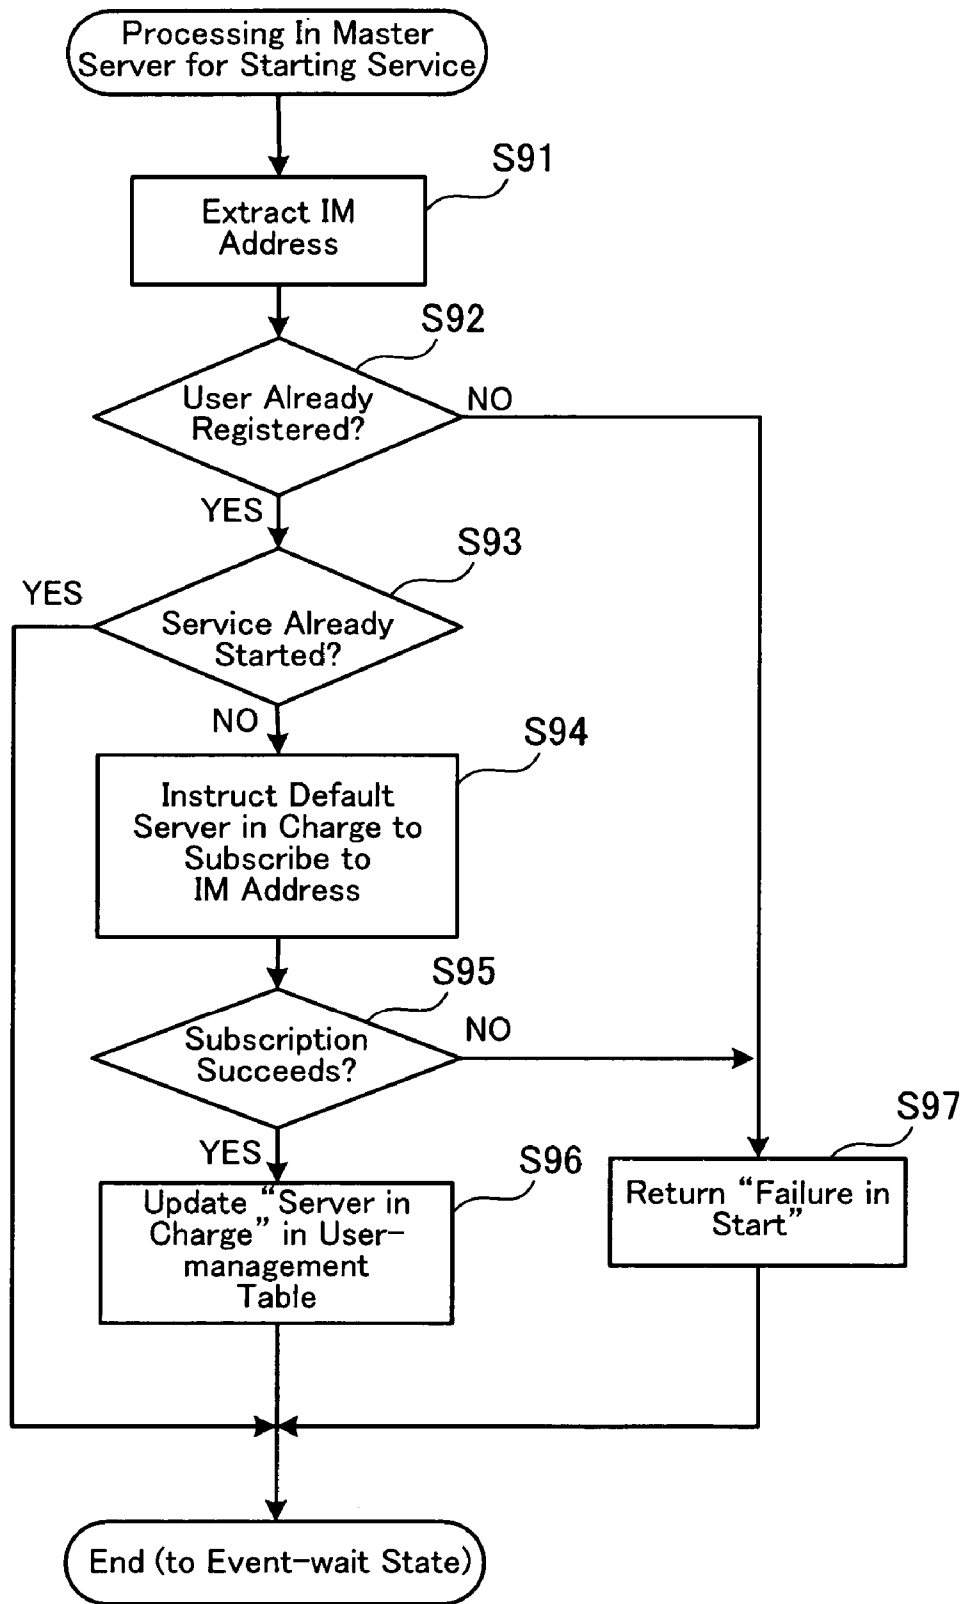 Processing In Master
Server for Starting Service
S91
Extract IM
Address
S92
User Already
Registered?
NO
YES
S93
YES
Service Already
Started?
NO
S94
Instruct Default
Server in Charge to
Subscribe to
IM Address
S95
Subscription
Succeeds?
NO
YES
S96
Update “Server in
Charge” in User-
management
Table
S97
Return “Failure in
Start”
End (to Event-wait State)